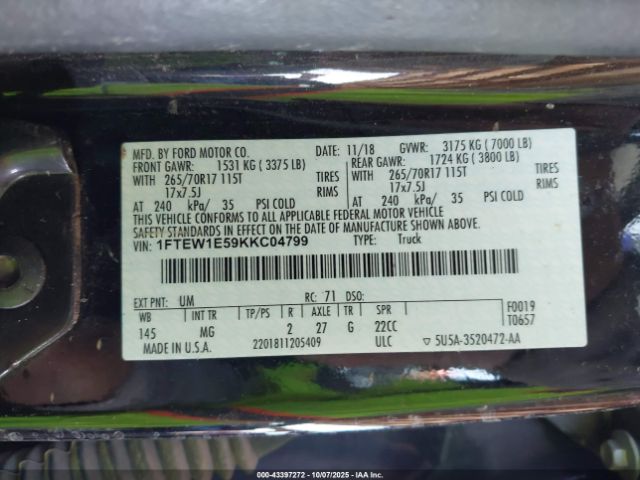 MFD. BY FORD MOTOR CO. DATE: 11/18 GVWR: 3175 KG ( 7000 LB)
FRONT GAWR: 1531 KG ( 3375 LB) REAR GAWR: 1724 KG ( 3800 LB)
WITH 265/70R17 115T TIRES WITH 265/70R17 115T TIRES
17x7.5J RIMS 17x7.5J RIMS
AT 240 kPa/ 35 PSI COLD AT 240 kPa/ 35 PSI COLD
THIS VEHICLE CONFORMS TO ALL APPLICABLE FEDERAL MOTOR VEHICLE
SAFETY STANDARDS IN EFFECT ON THE DATE OF MANUFACTURE SHOWN ABOVE.
VIN: 1FTEW1E59KKC04799 TYPE: Truck
EXT PNT: UM RC: 71 DSO:
WB INT TR TP/PS R AXLE TR SPR F0019
145 MG 2 27 G 22CC T0657
MADE IN U.S.A. 2201811205409 ULC ▽ 5U5A-3520472-AA
000-43397272 | 10/07/2025 - IAA Inc.